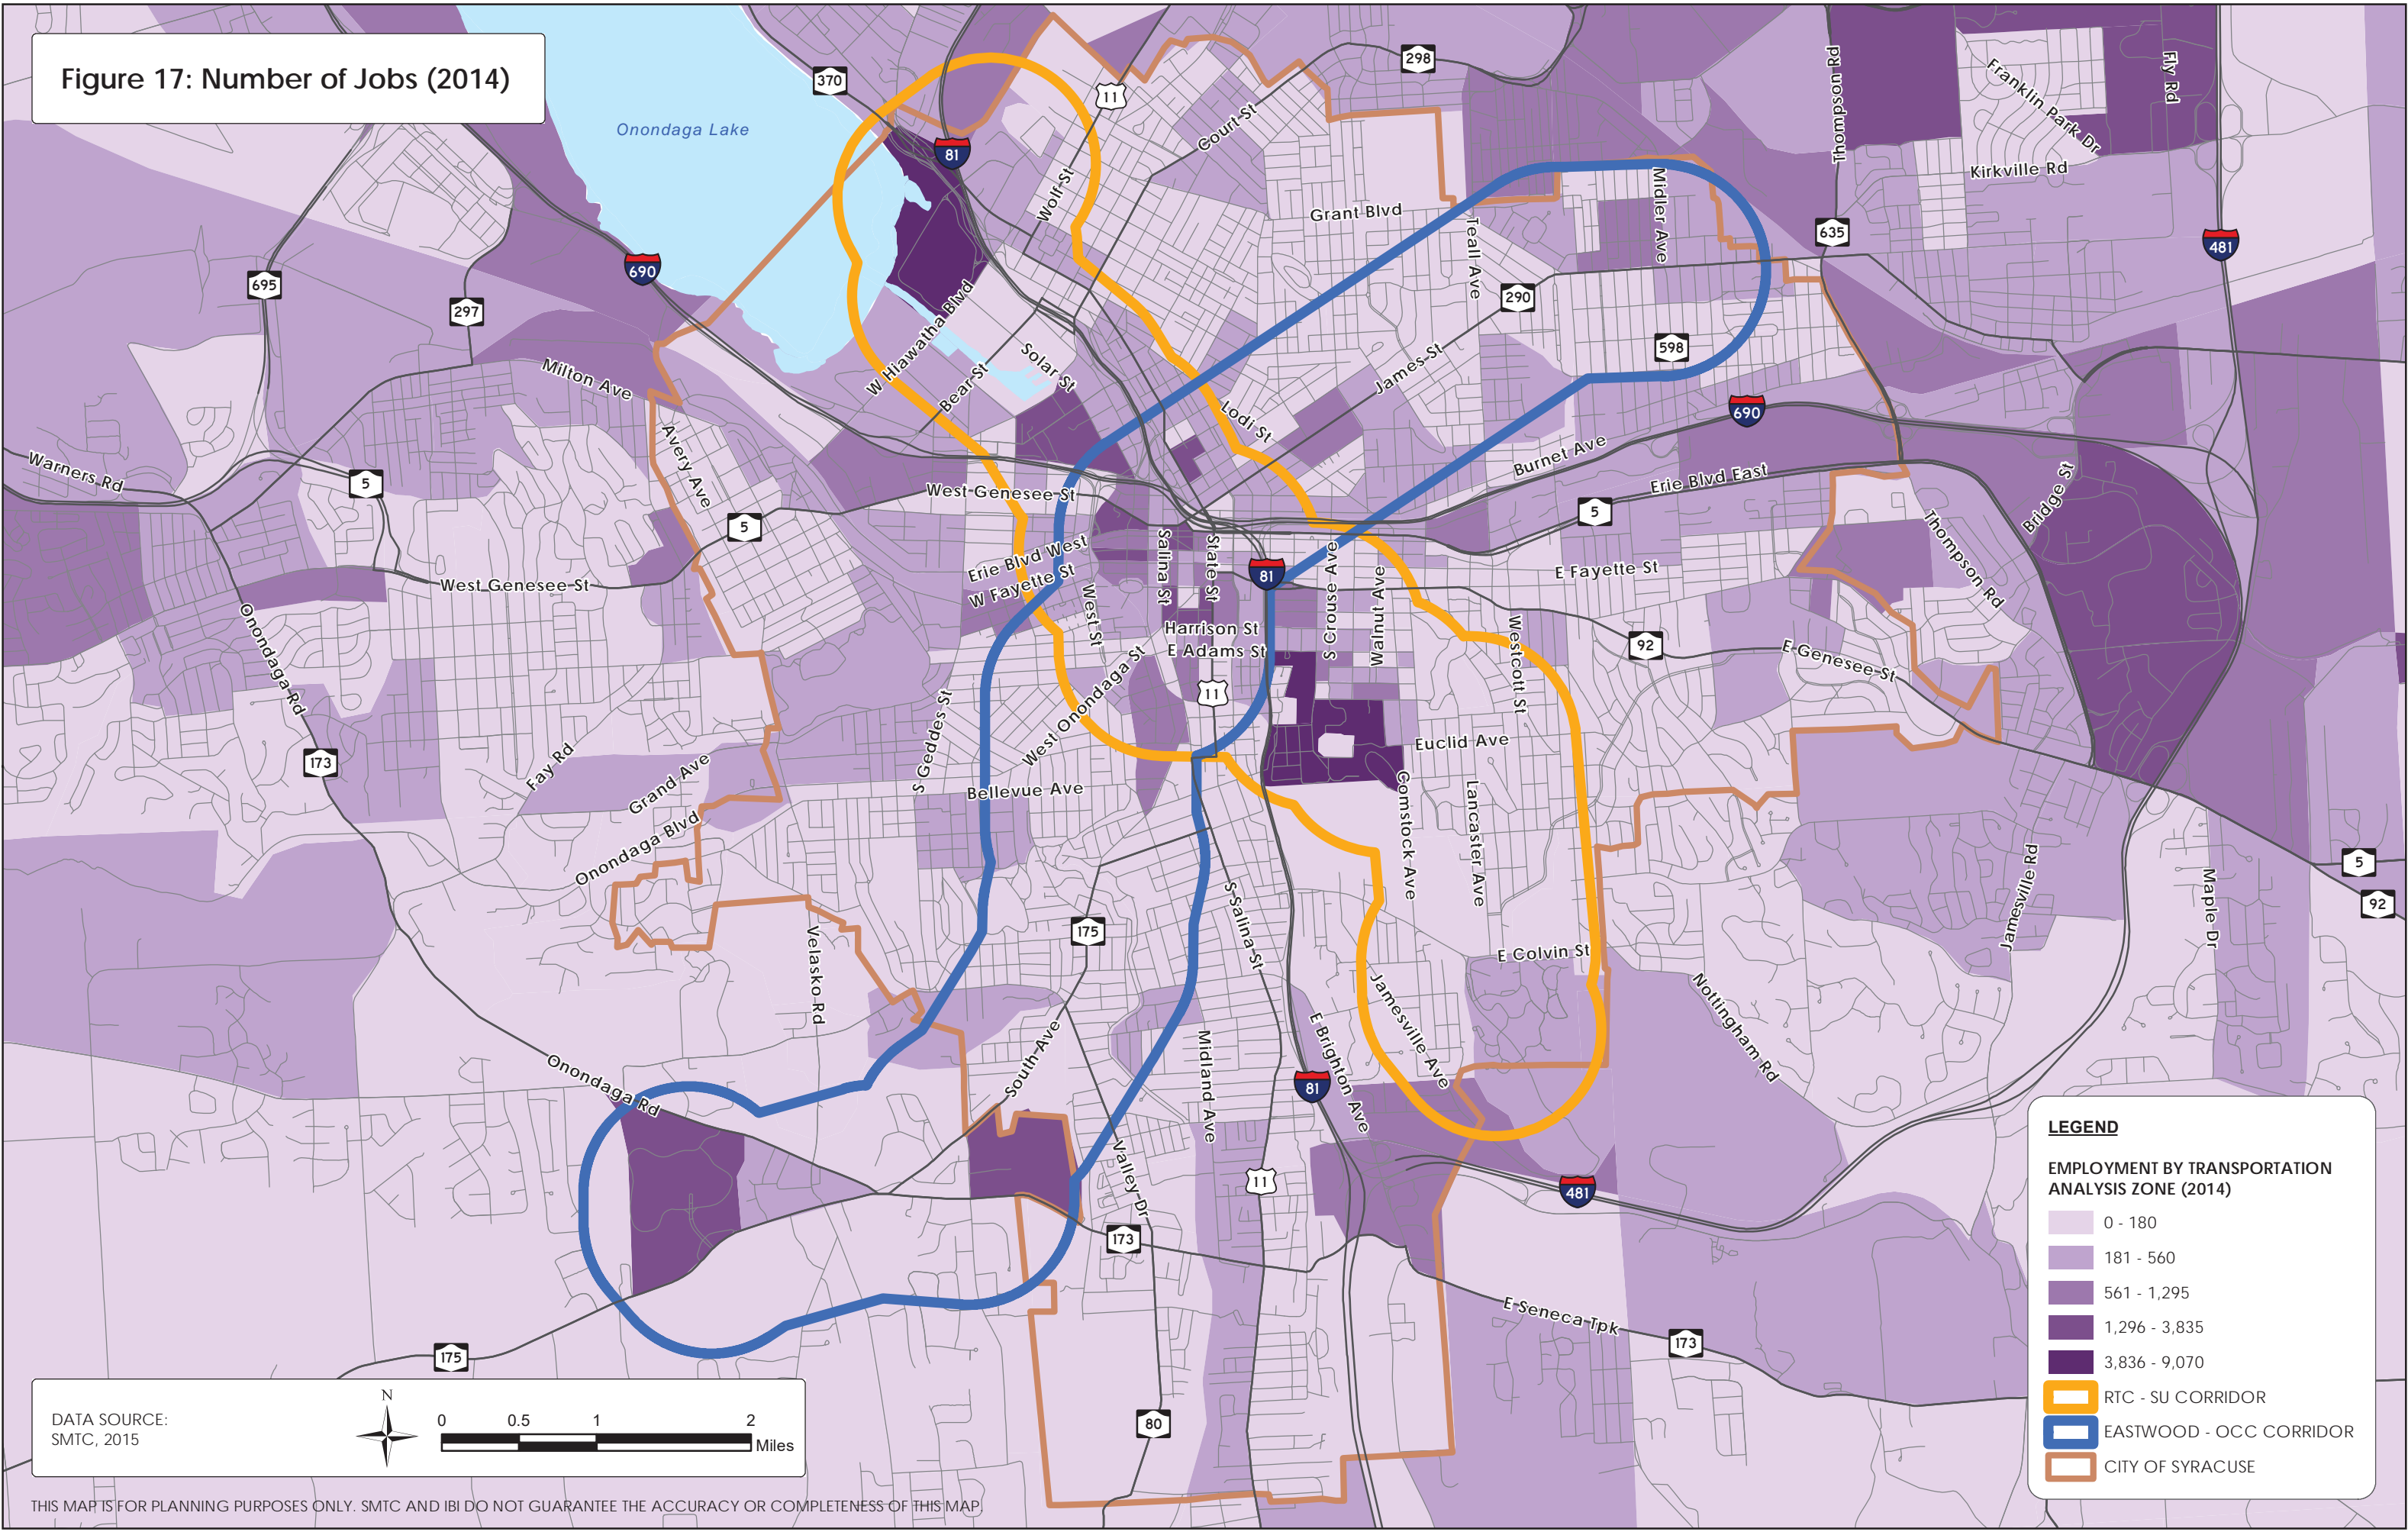 Figure 17: Number of Jobs (2014)
Onondaga Lake
370
81
11
298
Court St
Wolf St
Thompson Rd
Franklin Park Dr
Fly Rd
Kirkville Rd
Grant Blvd
Teall Ave
Midler Ave
635
481
695
297
690
290
598
W Hiawatha Blvd
Bear St
Solar St
James St
Milton Ave
Avery Ave
Lodi St
690
Burnet Ave
Erie Blvd East
Bridge St
Warners Rd
5
5
5
West Genesee St
West Genesee St
Erie Blvd West
W Fayette St
West St
Salina St
State St
81
S Crouse Ave
Walnut Ave
E Fayette St
Thompson Rd
Harrison St
E Adams St
Westcott St
92
E Genesee St
Onondaga Rd
11
173
S Geddes St
West Onondaga St
Euclid Ave
Fay Rd
Grand Ave
Bellevue Ave
Comstock Ave
Lancaster Ave
Onondaga Blvd
Jamesville Rd
Maple Dr
5
92
Velasko Rd
175
S Salina St
E Colvin St
Nottingham Rd
South Ave
Midland Ave
E Brighton Ave
Jamesville Ave
81
Onondaga Rd
Valley Dr
11
481
173
E Seneca Tpk
173
175
80
LEGEND
EMPLOYMENT BY TRANSPORTATION
ANALYSIS ZONE (2014)
0 - 180
181 - 560
561 - 1,295
1,296 - 3,835
3,836 - 9,070
RTC - SU CORRIDOR
EASTWOOD - OCC CORRIDOR
CITY OF SYRACUSE
DATA SOURCE:
SMTC, 2015
N
0 0.5 1 2
Miles
THIS MAP IS FOR PLANNING PURPOSES ONLY. SMTC AND IBI DO NOT GUARANTEE THE ACCURACY OR COMPLETENESS OF THIS MAP.